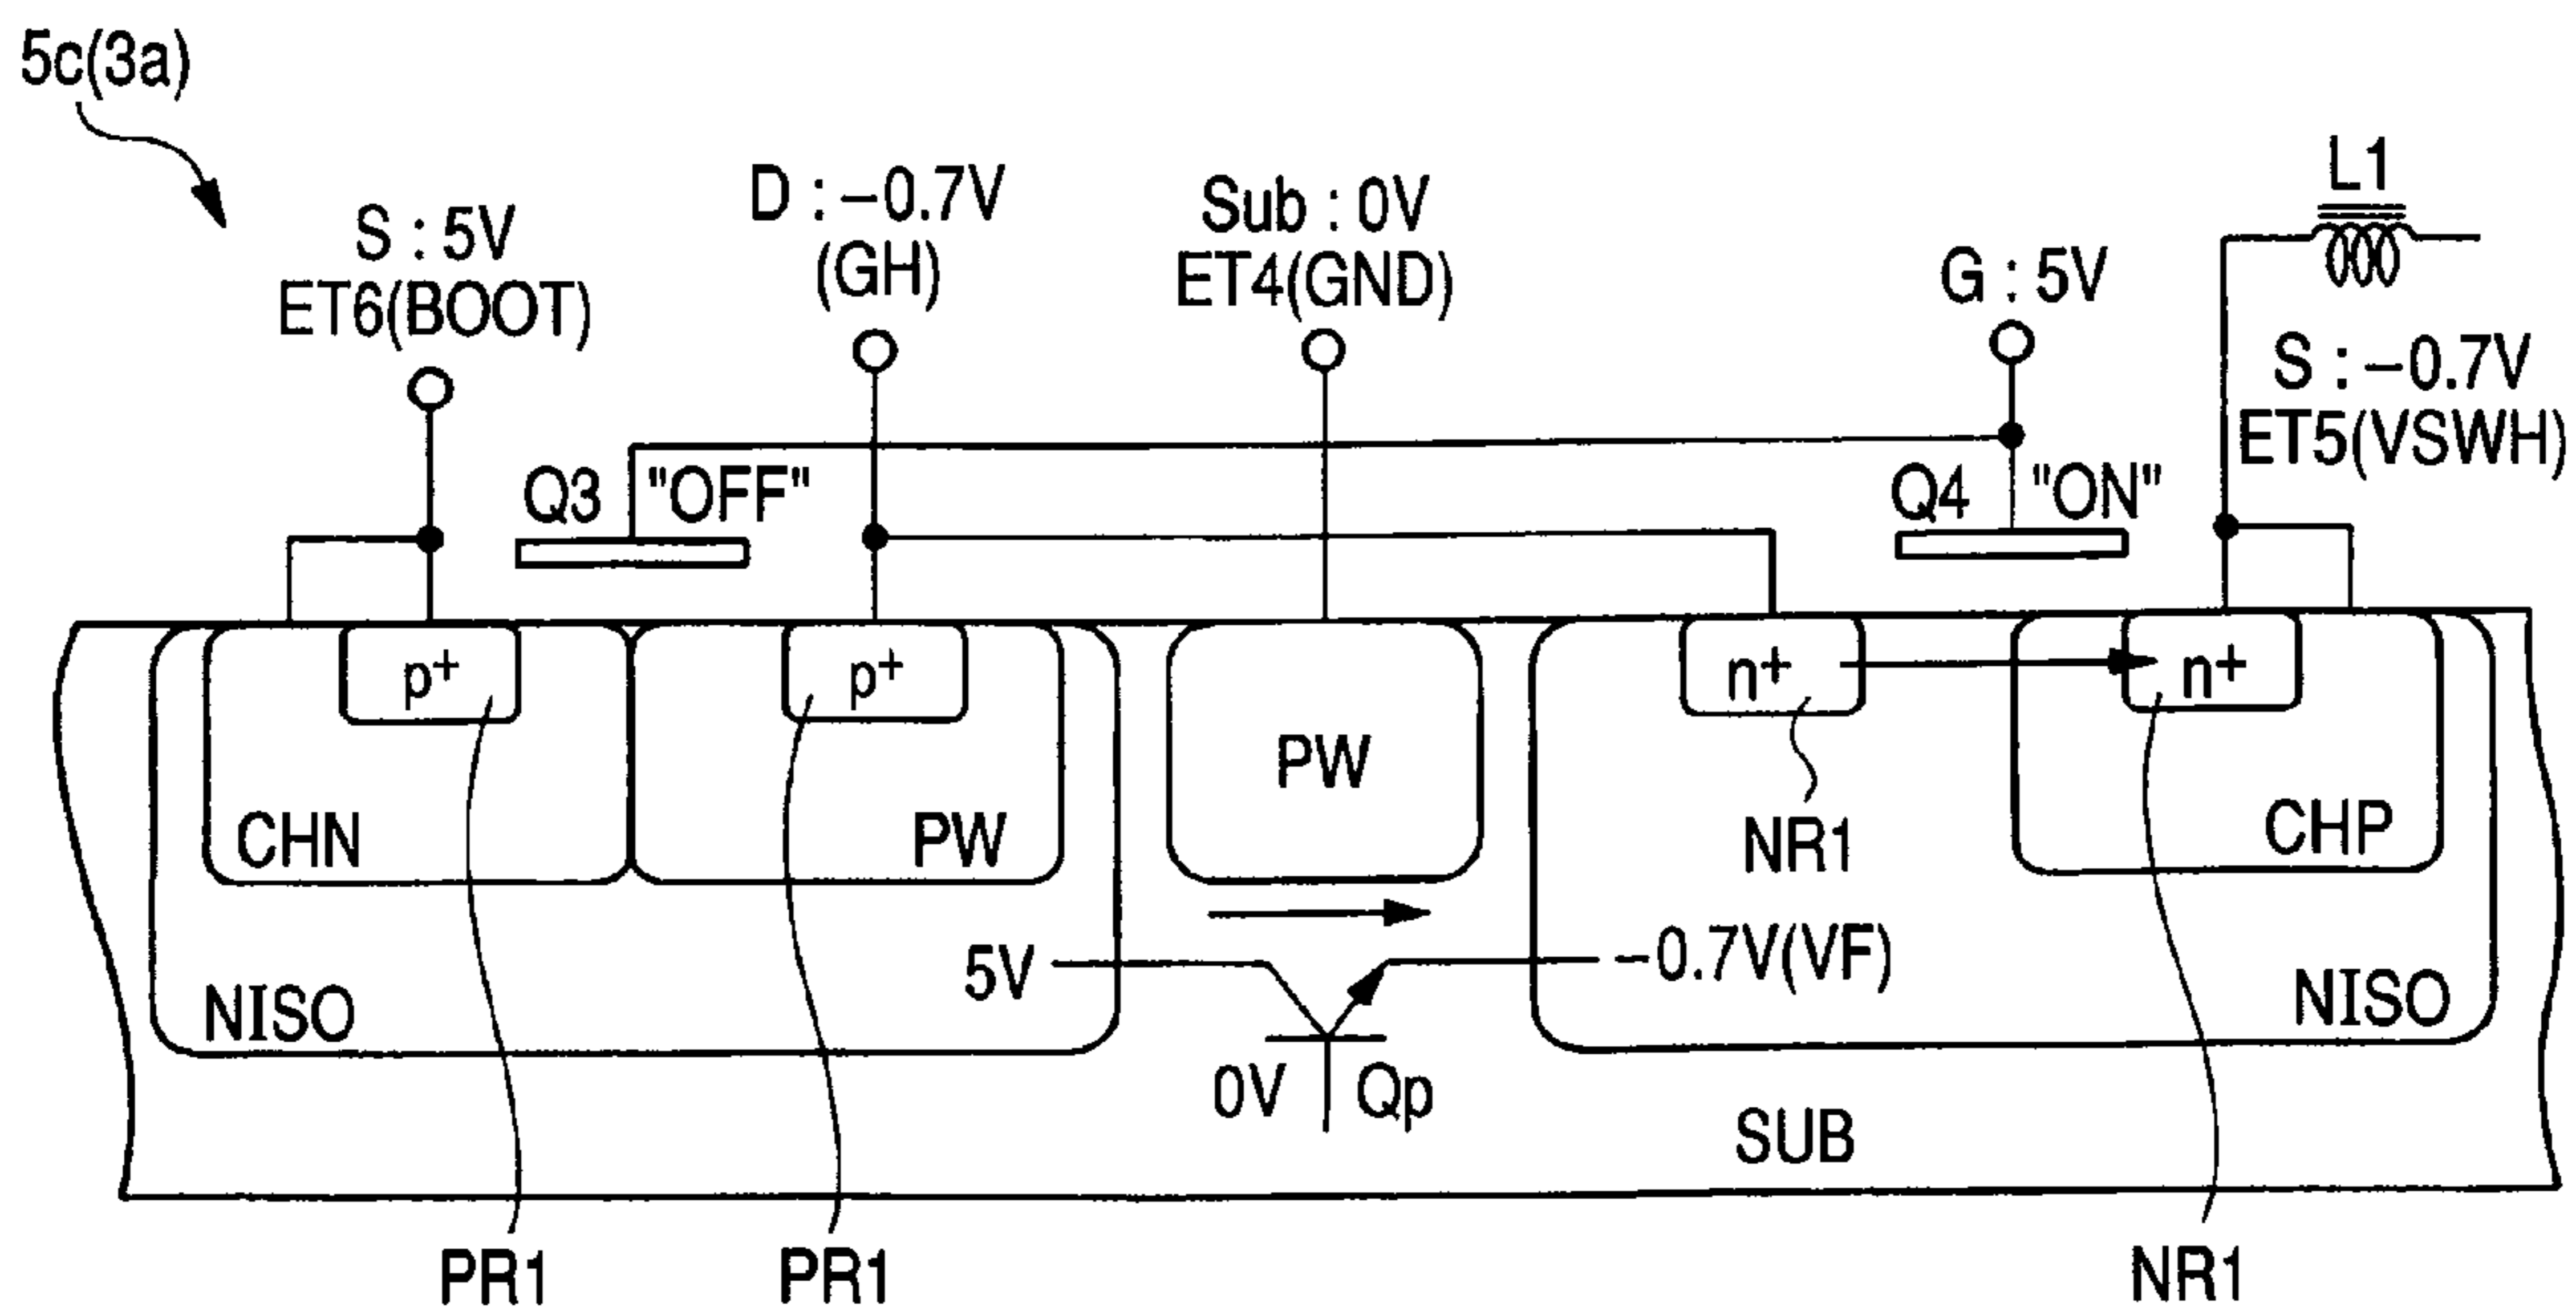 5c(3a)
L1
D : –0.7V
(GH)
Sub : 0V
ET4(GND)
S : 5V
ET6(BOOT)
G : 5V
S : –0.7V
ET5(VSWH)
Q3 "OFF"
Q4 "ON"
p+
p+
n+
n+
PW
CHN
PW
NR1
CHP
5V
–0.7V(VF)
NISO
NISO
0V
Qp
SUB
PR1
PR1
NR1